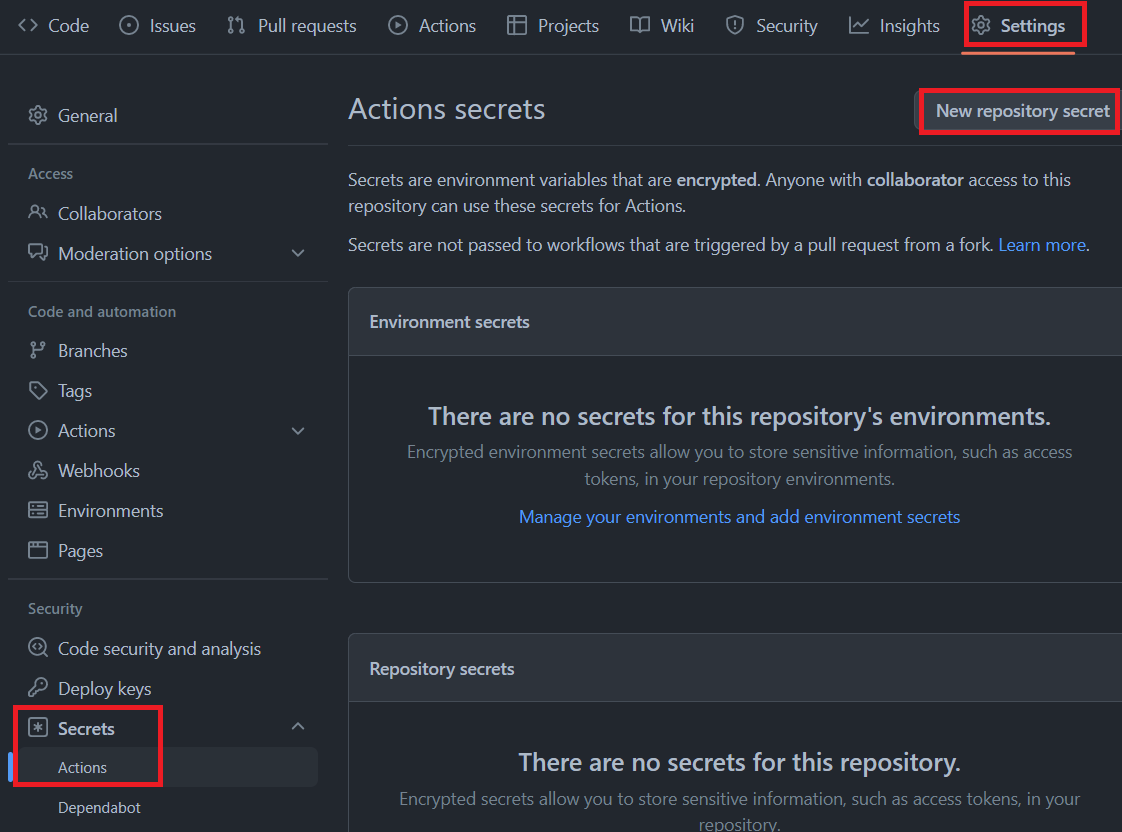 Code
Issues
Pull requests
Actions
Projects
Wiki
Security
Insights
Settings
General
Access
Collaborators
Moderation options
Code and automation
Branches
Tags
Actions
Webhooks
Environments
Pages
Security
Code security and analysis
Deploy keys
Secrets
Actions
Dependabot
Actions secrets
New repository secret
Secrets are environment variables that are encrypted. Anyone with collaborator access to this
repository can use these secrets for Actions.
Secrets are not passed to workflows that are triggered by a pull request from a fork. Learn more.
Environment secrets
There are no secrets for this repository's environments.
Encrypted environment secrets allow you to store sensitive information, such as access
tokens, in your repository environments.
Manage your environments and add environment secrets
Repository secrets
There are no secrets for this repository.
Encrypted secrets allow you to store sensitive information, such as access tokens, in your
repository.